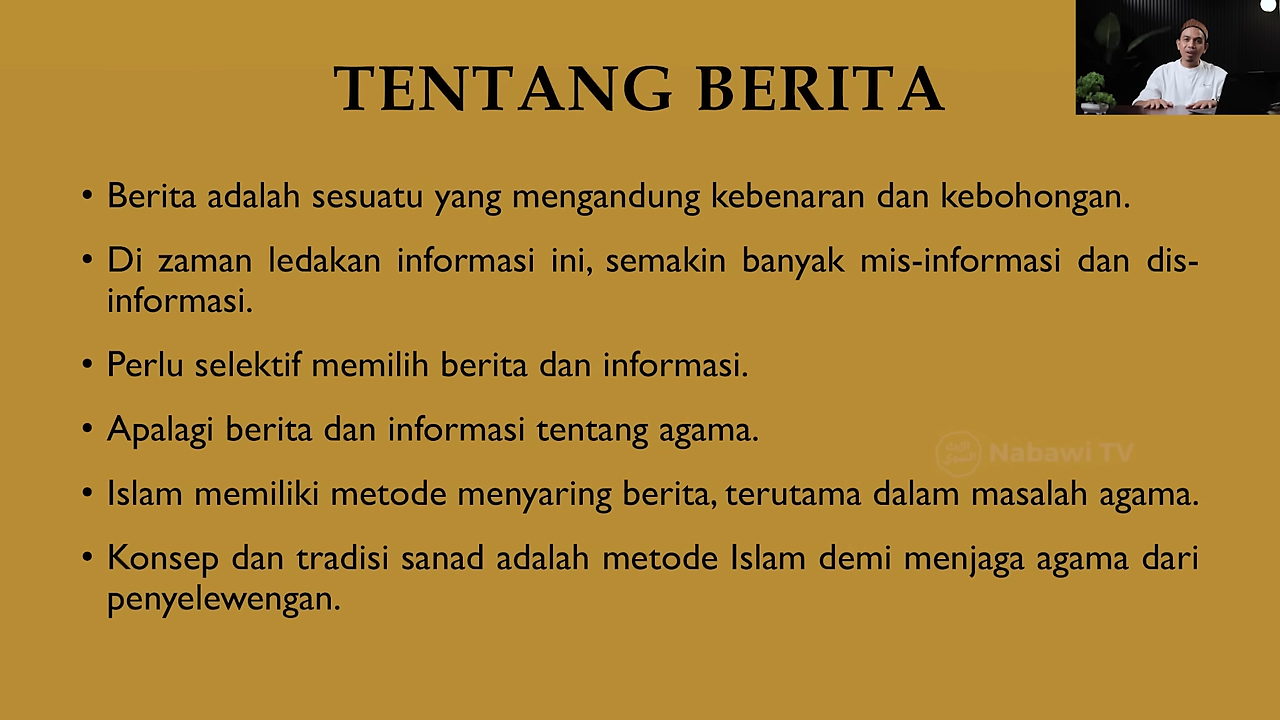 TENTANG BERITA
• Berita adalah sesuatu yang mengandung kebenaran dan kebohongan.
• Di zaman ledakan informasi ini, semakin banyak mis-informasi dan dis-
informasi.
• Perlu selektif memilih berita dan informasi.
• Apalagi berita dan informasi tentang agama.
Nabawi TV
• Islam memiliki metode menyaring berita, terutama dalam masalah agama.
• Konsep dan tradisi sanad adalah metode Islam demi menjaga agama dari
penyelewengan.